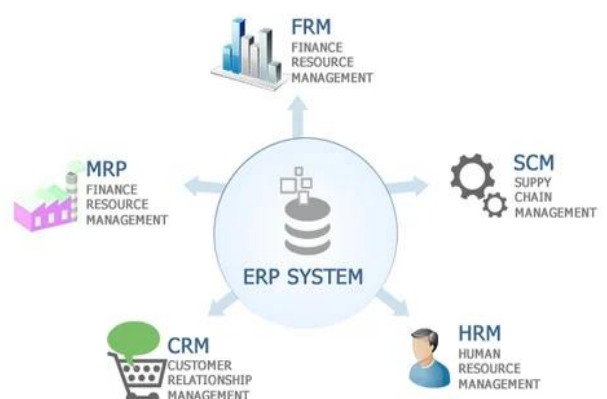 FRM
FINANCE
RESOURCE
MANAGEMENT
MRP
FINANCE
RESOURCE
MANAGEMENT
SCM
SUPPY
CHAIN
MANAGEMENT
ERP SYSTEM
CRM
CUSTOMER
RELATIONSHIP
MANAGEMENT
HRM
HUMAN
RESOURCE
MANAGEMENT